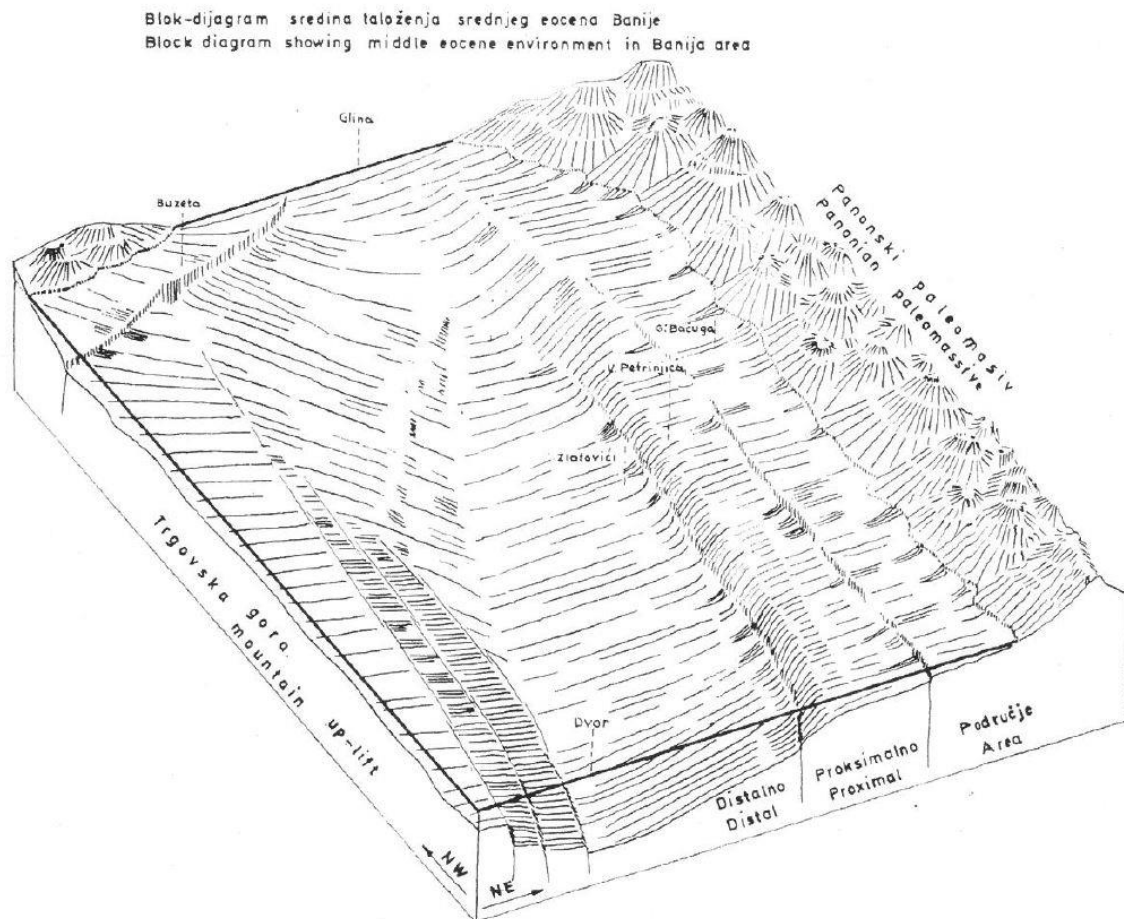 Blok-dijagram sredina taloženja srednjeg eocena Banije
Block diagram showing middle eocene environment in Banija area
Glina
Buzeta
Panonski paleomasiv
Panonian paleomassive
G. Bačuga
V. Petrinjica
Zlatovići
Trgovska gora
mountain up-lift
Dvor
Distalno
Distal
Proksimalno
Proximal
Područje
Area
NW
NE